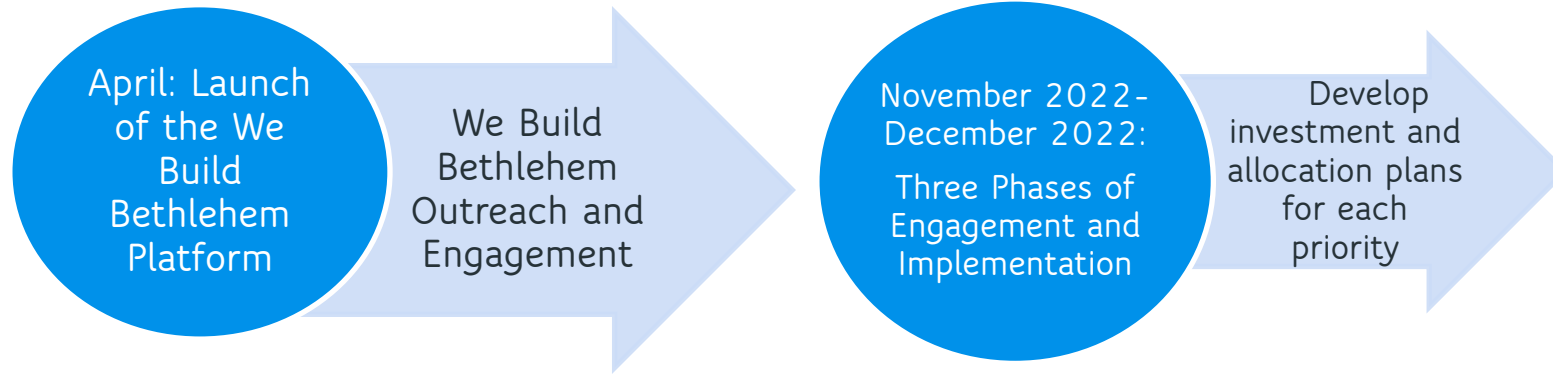 April: Launch
of the We
Build
Bethlehem
Platform
We Build
Bethlehem
Outreach and
Engagement
November 2022-
December 2022:
Three Phases of
Engagement and
Implementation
Develop
investment and
allocation plans
for each
priority